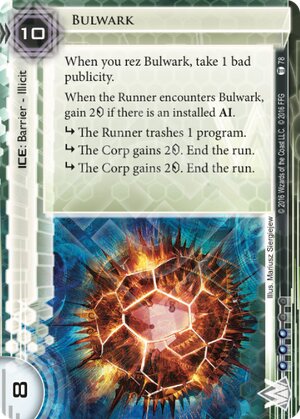 10
BULWARK
When you rez Bulwark, take 1 bad
publicity.
When the Runner encounters Bulwark,
gain 2 if there is an installed AI.
↳ The Runner trashes 1 program.
↳ The Corp gains 2. End the run.
↳ The Corp gains 2. End the run.
ICE: Barrier - Illicit
78
© 2016 Wizards of the Coast LLC. © 2016 FFG
Illus. Mariusz Siergiejew
8